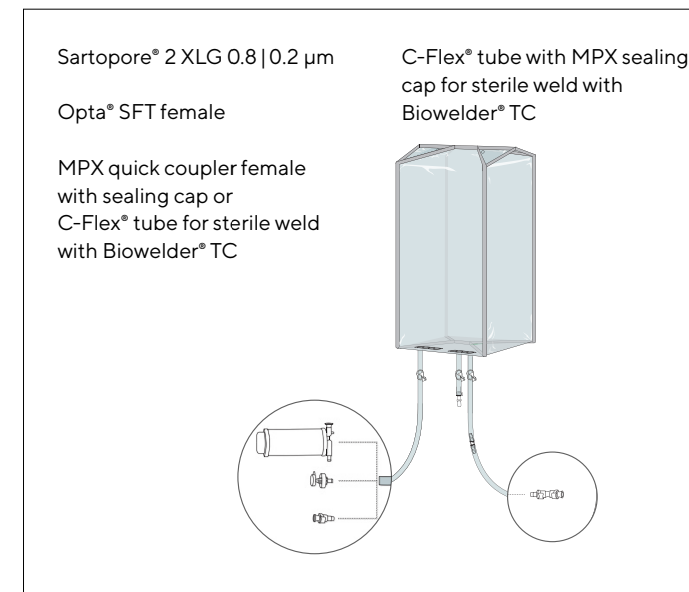 Sartopore® 2 XLG 0.8 | 0.2 µm
Opta® SFT female
MPX quick coupler female
with sealing cap or
C-Flex® tube for sterile weld
with Biowelder® TC
C-Flex® tube with MPX sealing
cap for sterile weld with
Biowelder® TC